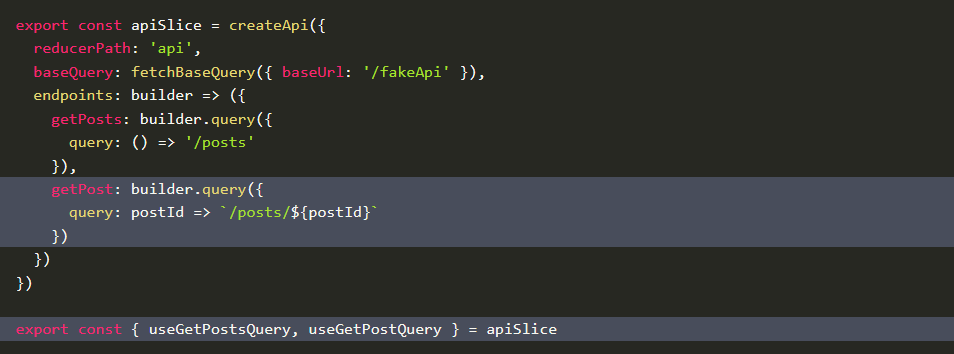 export const apiSlice = createApi({
  reducerPath: 'api',
  baseQuery: fetchBaseQuery({ baseUrl: '/fakeApi' }),
  endpoints: builder => ({
    getPosts: builder.query({
      query: () => '/posts'
    }),
    getPost: builder.query({
      query: postId => `/posts/${postId}`
    })
  })
})

export const { useGetPostsQuery, useGetPostQuery } = apiSlice